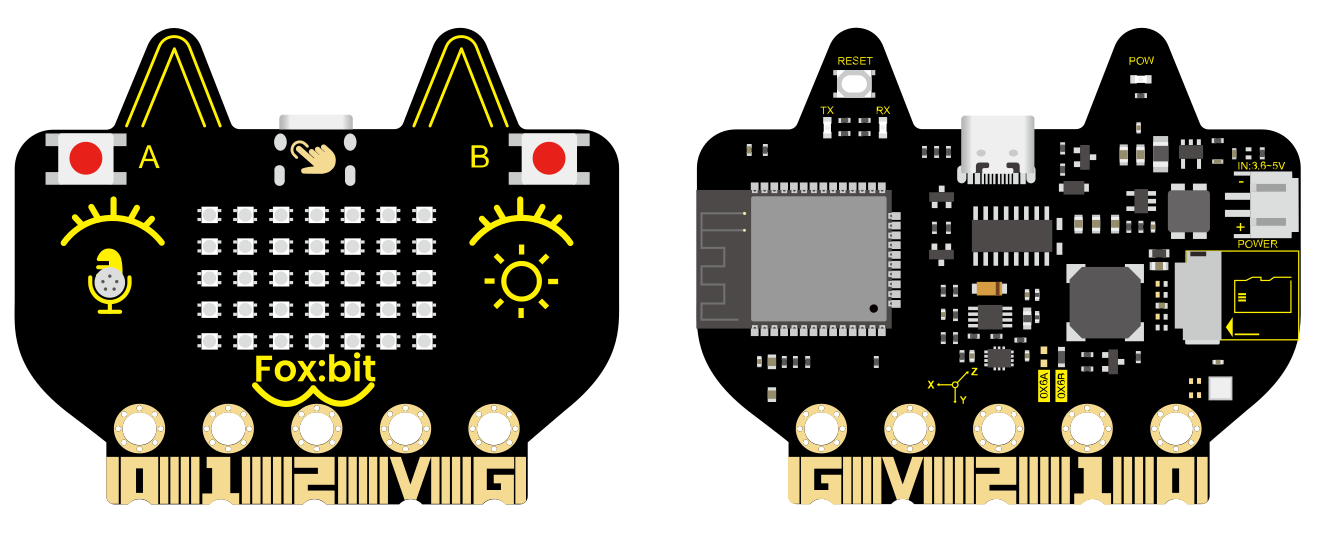 A
B
Fox:bit
0 1 2 V G
RESET
TX
RX
POW
IN:3.6~5V
-
+
POWER
X
Z
Y
0X6A
0X6B
G V 2 1 0